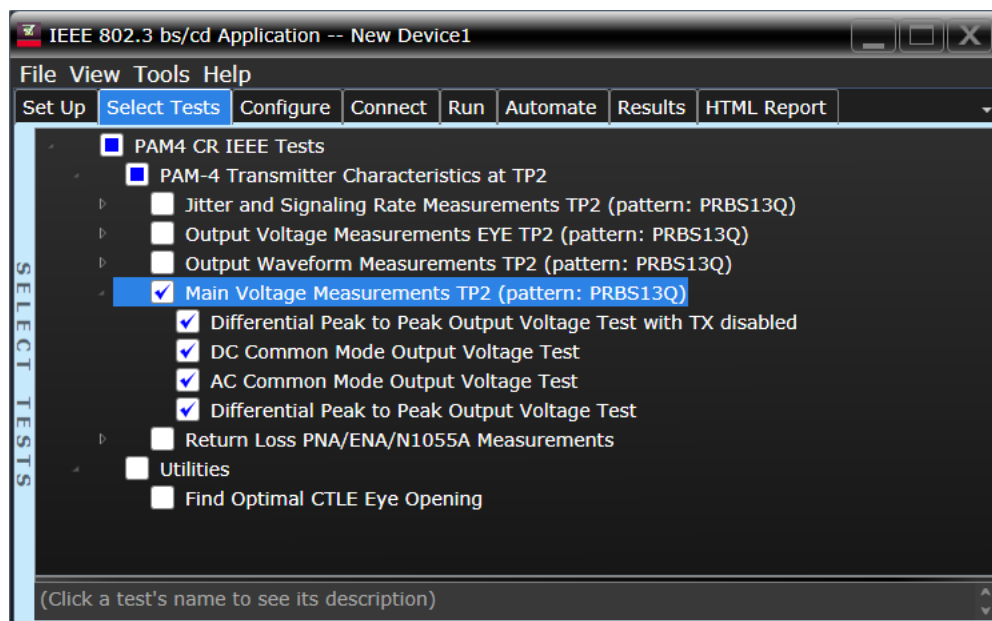 IEEE 802.3 bs/cd Application -- New Device1
File View Tools Help
Set Up Select Tests Configure Connect Run Automate Results HTML Report
SELECT TESTS
PAM4 CR IEEE Tests
PAM-4 Transmitter Characteristics at TP2
Jitter and Signaling Rate Measurements TP2 (pattern: PRBS13Q)
Output Voltage Measurements EYE TP2 (pattern: PRBS13Q)
Output Waveform Measurements TP2 (pattern: PRBS13Q)
Main Voltage Measurements TP2 (pattern: PRBS13Q)
Differential Peak to Peak Output Voltage Test with TX disabled
DC Common Mode Output Voltage Test
AC Common Mode Output Voltage Test
Differential Peak to Peak Output Voltage Test
Return Loss PNA/ENA/N1055A Measurements
Utilities
Find Optimal CTLE Eye Opening
(Click a test's name to see its description)